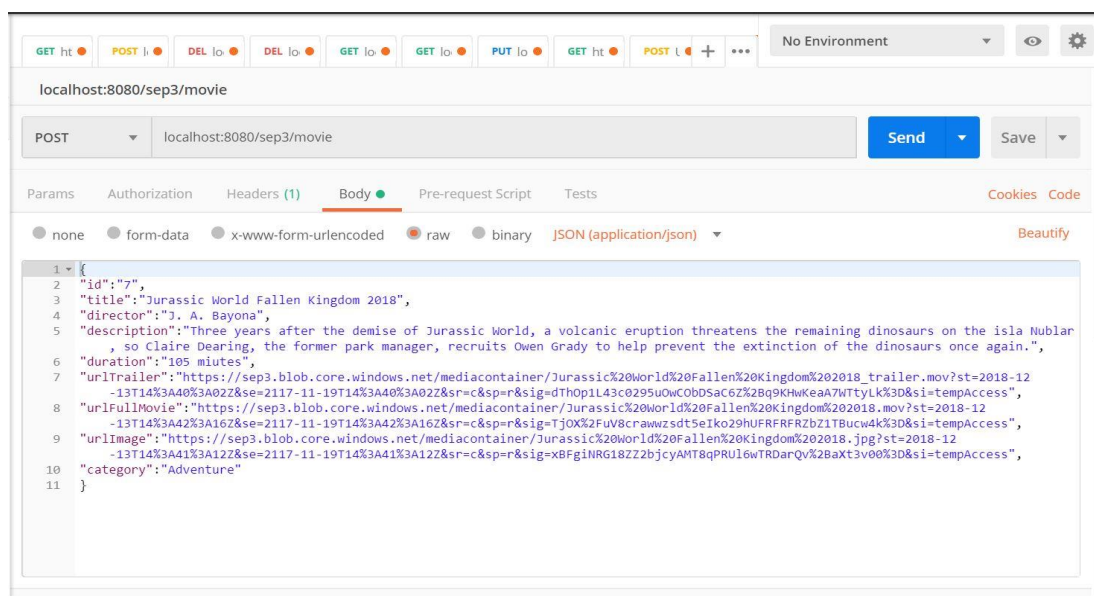 GET ht POST l DEL lo DEL lo GET lo GET lo PUT lo GET ht POST l + ••• No Environment
localhost:8080/sep3/movie
POST localhost:8080/sep3/movie Send Save
Params Authorization Headers (1) Body Pre-request Script Tests Cookies Code
none form-data x-www-form-urlencoded raw binary JSON (application/json) Beautify
1 {
2 "id":"7",
3 "title":"Jurassic World Fallen Kingdom 2018",
4 "director":"J. A. Bayona",
5 "description":"Three years after the demise of Jurassic World, a volcanic eruption threatens the remaining dinosaurs on the isla Nublar
, so Claire Dearing, the former park manager, recruits Owen Grady to help prevent the extinction of the dinosaurs once again.",
6 "duration":"105 miutes",
7 "urlTrailer":"https://sep3.blob.core.windows.net/mediacontainer/Jurassic%20World%20Fallen%20Kingdom%202018_trailer.mov?st=2018-12
-13T14%3A40%3A02Z&se=2117-11-19T14%3A40%3A02Z&sr=c&sp=r&sig=dThOp1L43c0295uOwCObDSaC6Z%2Bq9KHwKeaA7WTtyLk%3D&si=tempAccess",
8 "urlFullMovie":"https://sep3.blob.core.windows.net/mediacontainer/Jurassic%20World%20Fallen%20Kingdom%202018.mov?st=2018-12
-13T14%3A42%3A16Z&se=2117-11-19T14%3A42%3A16Z&sr=c&sp=r&sig=TjOX%2FuV8crawwzsdt5eIko29hUFRFRFRZbZ1TBucw4k%3D&si=tempAccess",
9 "urlImage":"https://sep3.blob.core.windows.net/mediacontainer/Jurassic%20World%20Fallen%20Kingdom%202018.jpg?st=2018-12
-13T14%3A41%3A12Z&se=2117-11-19T14%3A41%3A12Z&sr=c&sp=r&sig=xBFgiNRG18ZZ2bjcyAMT8qPRUl6wTRDarQv%2BaXt3v00%3D&si=tempAccess",
10 "category":"Adventure"
11 }